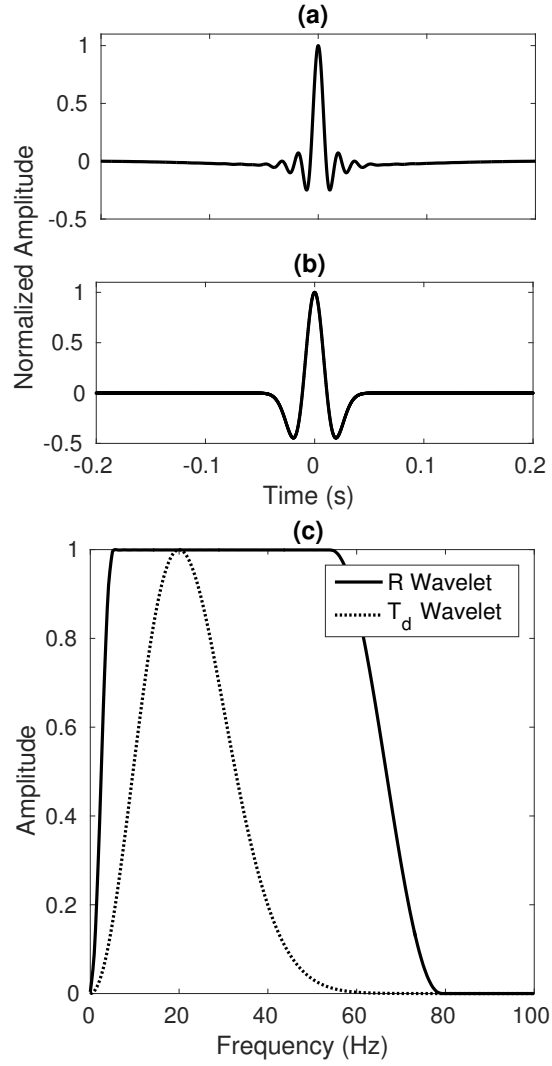 (a)
1
0.5
0
-0.5
(b)
1
0.5
0
-0.5
-0.2 -0.1 0 0.1 0.2
Time (s)
Normalized Amplitude
(c)
1
0.8
0.6
0.4
0.2
0
R Wavelet
T_d Wavelet
0 20 40 60 80 100
Frequency (Hz)
Amplitude